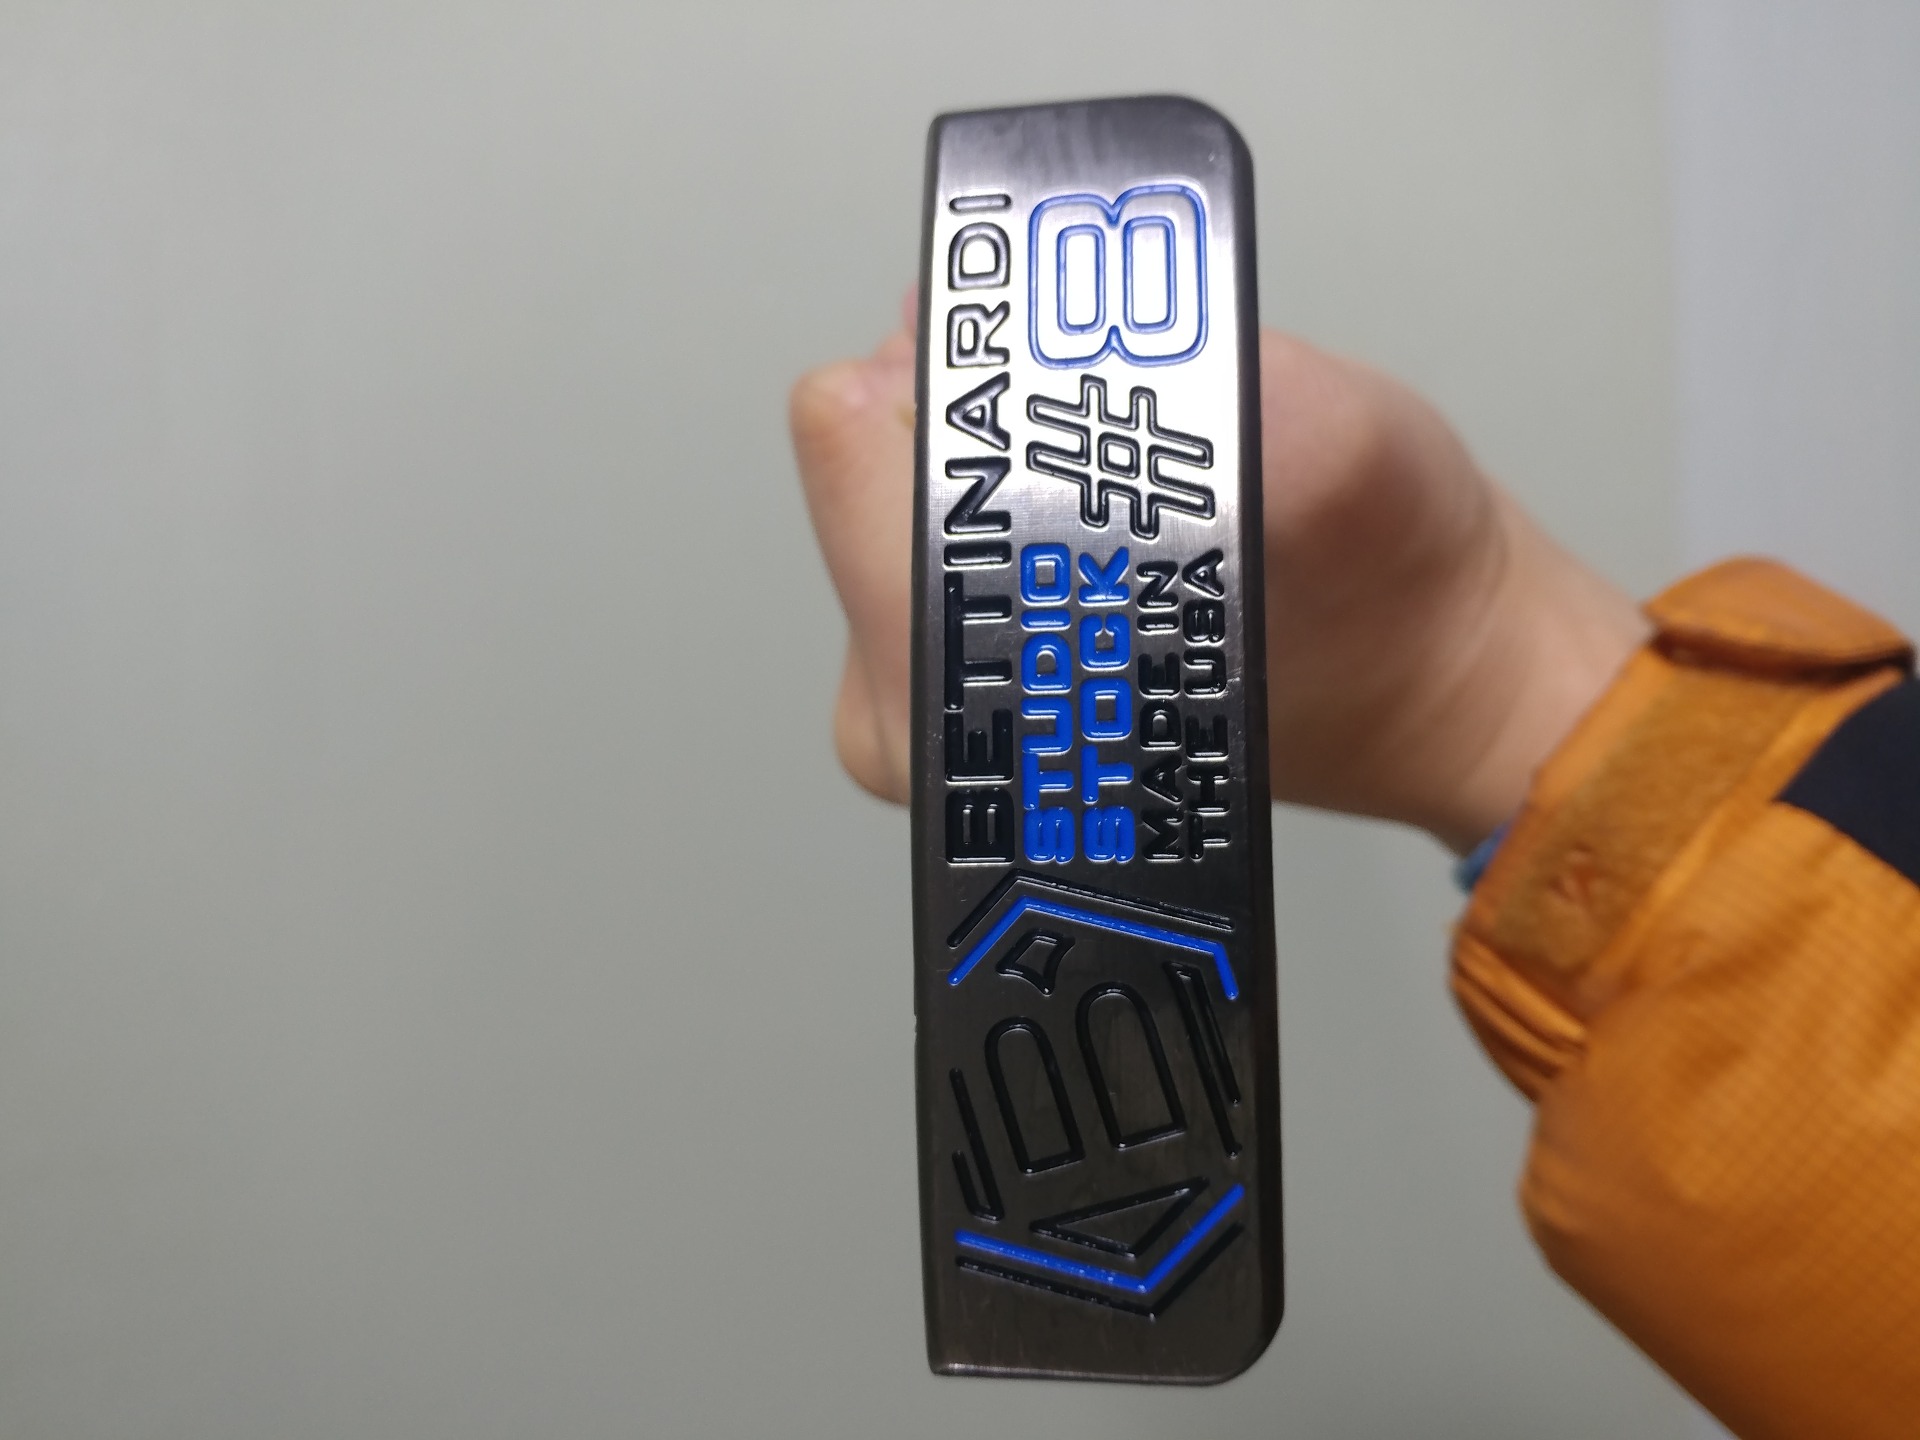 BETTINARDI
STUDIO
STOCK
#8
MADE IN
THE USA